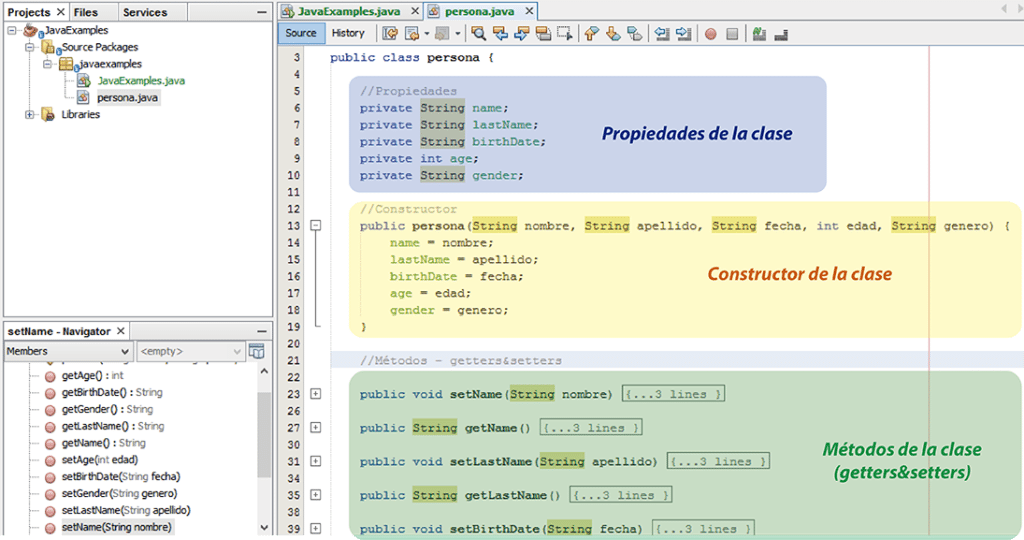 Projects Files Services
JavaExamples
Source Packages
javaexamples
JavaExamples.java
persona.java
Libraries
setName - Navigator
Members <empty>
getAge() : int
getBirthDate() : String
getGender() : String
getLastName() : String
getName() : String
setAge(int edad)
setBirthDate(String fecha)
setGender(String genero)
setLastName(String apellido)
setName(String nombre)
JavaExamples.java persona.java
Source History
3 public class persona {
4
5 //Propiedades
6 private String name;
7 private String lastName;
8 private String birthDate;
9 private int age;
10 private String gender;
Propiedades de la clase
11
12 //Constructor
13 public persona(String nombre, String apellido, String fecha, int edad, String genero) {
14 name = nombre;
15 lastName = apellido;
16 birthDate = fecha;
17 age = edad;
18 gender = genero;
19 }
Constructor de la clase
20
21 //Métodos - getters&setters
22
23 public void setName(String nombre) {...3 lines }
26
27 public String getName() {...3 lines }
30
31 public void setLastName(String apellido) {...3 lines }
34
35 public String getLastName() {...3 lines }
38
39 public void setBirthDate(String fecha) {...3 lines }
Métodos de la clase
(getters&setters)